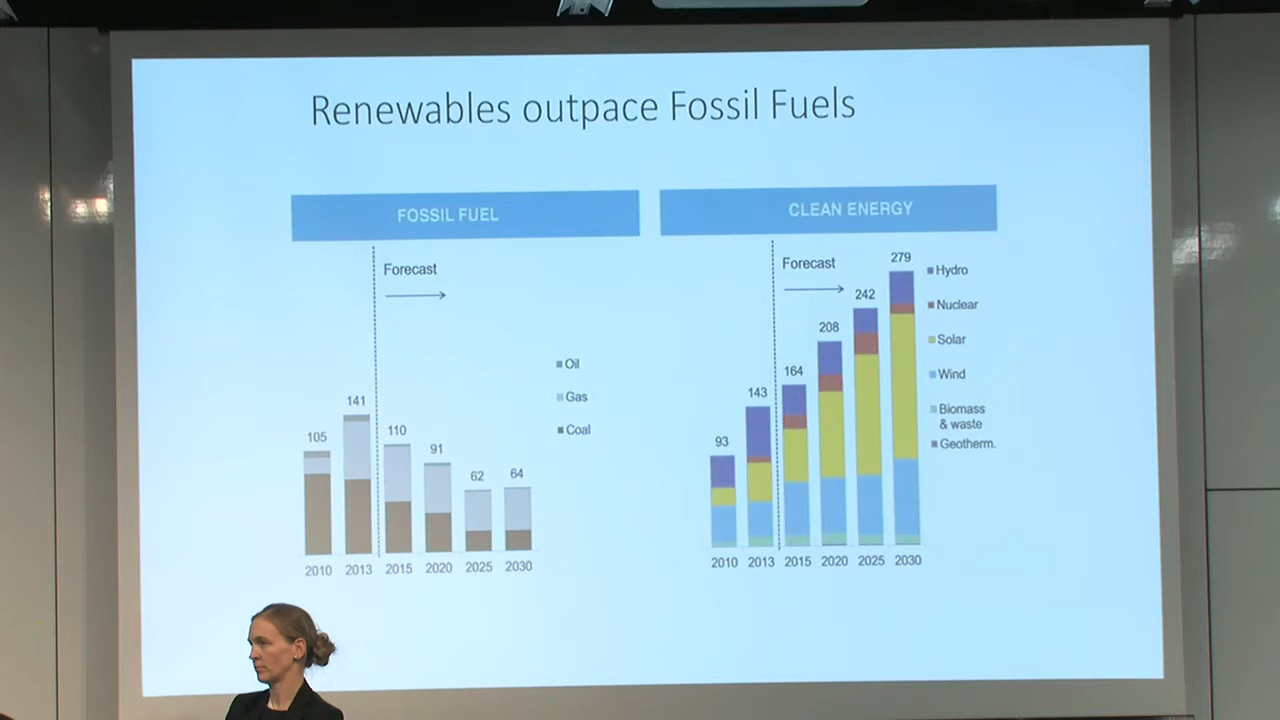 Renewables outpace Fossil Fuels
FOSSIL FUEL
Forecast
105
141
110
91
62
64
Oil
Gas
Coal
2010 2013 2015 2020 2025 2030
CLEAN ENERGY
Forecast
93
143
164
208
242
279
Hydro
Nuclear
Solar
Wind
Biomass
& waste
Geotherm.
2010 2013 2015 2020 2025 2030